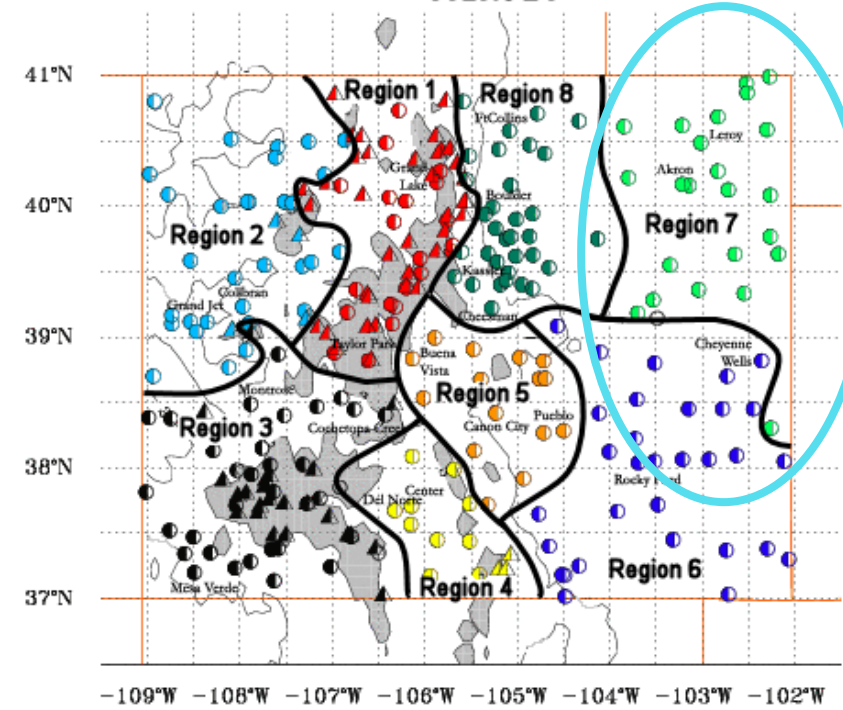 41°N
Region 1
Region 8
FtCollins
Leroy
Grand
Lake
Akron
40°N
Boulder
Region 2
Region 7
Kassler
Collbran
Grand Jct
Cheesman
39°N
Taylor Park
Buena
Vista
Cheyenne
Wells
Montrose
Region 5
Region 3
Cochetopa Creek
Canon City
Pueblo
38°N
Rocky Ford
Del Norte
Center
Region 4
Region 6
Mesa Verde
37°N
-109°W -108°W -107°W -106°W -105°W -104°W -103°W -102°W